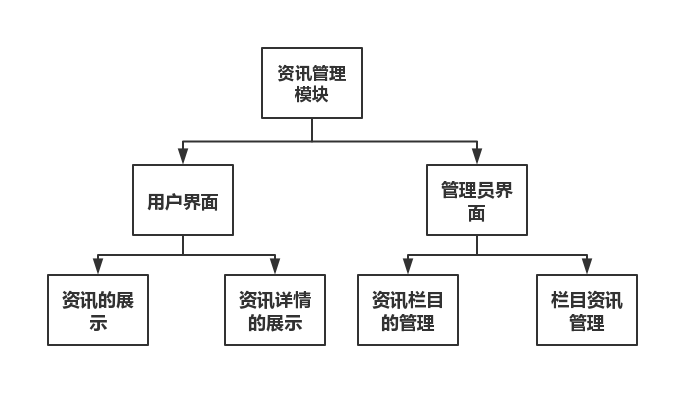 资讯管理
模块
用户界面
管理员界
面
资讯的展
示
资讯详情
的展示
资讯栏目
的管理
栏目资讯
管理